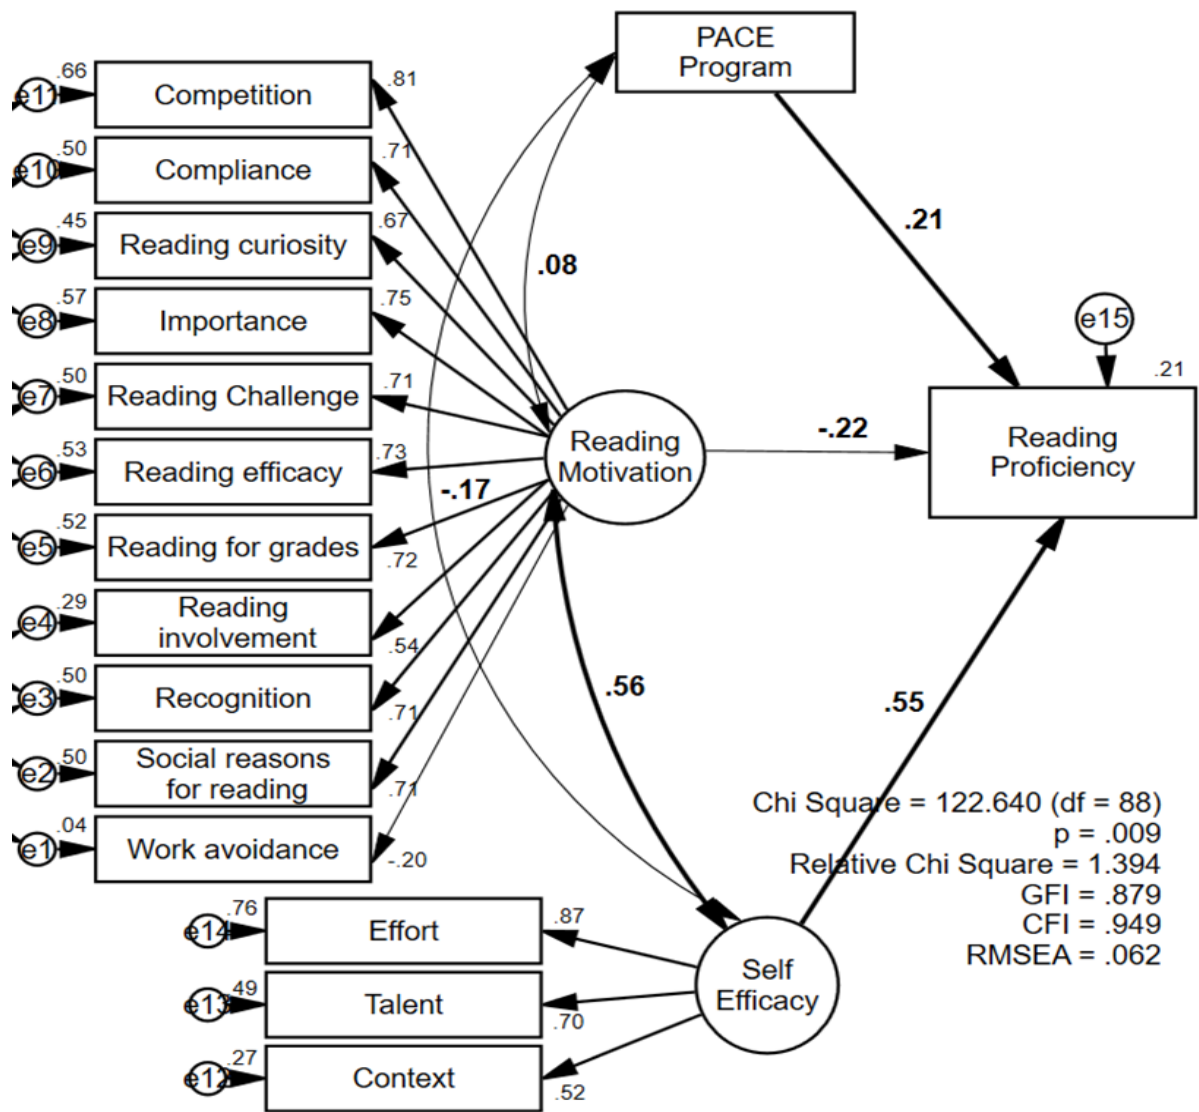 PACE
Program
.66
e11
Competition
.81
.50
e10
Compliance
.71
.45
e9
Reading curiosity
.67
.08
.21
.57
e8
Importance
.75
e15
.50
e7
Reading Challenge
.71
.21
.53
e6
Reading efficacy
.73
Reading
Motivation
-.22
Reading
Proficiency
-.17
.52
e5
Reading for grades
.72
.29
e4
Reading
involvement
.54
.50
e3
Recognition
.71
.56
.55
.50
e2
Social reasons
for reading
.71
.04
e1
Work avoidance
-.20
Chi Square = 122.640 (df = 88)
p = .009
Relative Chi Square = 1.394
GFI = .879
CFI = .949
RMSEA = .062
.76
e14
Effort
.87
.49
e13
Talent
.70
Self
Efficacy
.27
e12
Context
.52